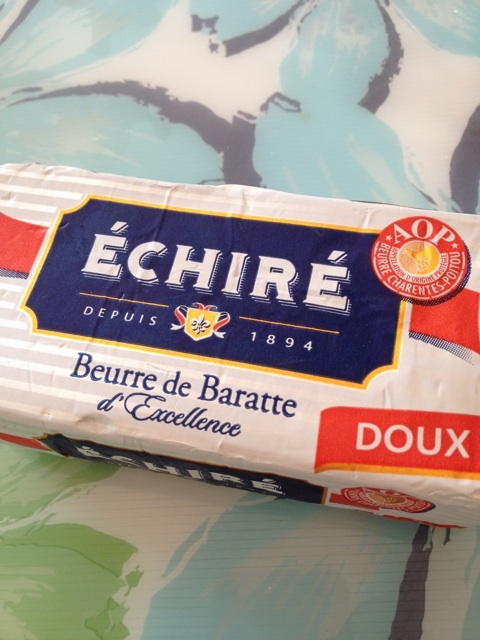 ÉCHIRÉ
DEPUIS 1894
AOP
BEURRE CHARENTES-POITOU
Beurre de Baratte
d'Excellence
DOUX
ÉCHIRÉ